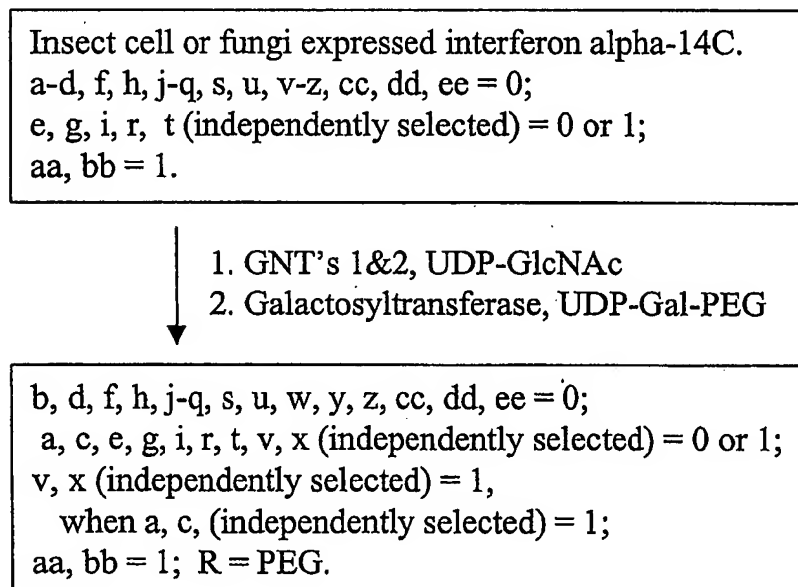 Insect cell or fungi expressed interferon alpha-14C.
a-d, f, h, j-q, s, u, v-z, cc, dd, ee = 0;
e, g, i, r, t (independently selected) = 0 or 1;
aa, bb = 1.
1. GNT's 1&2, UDP-GlcNAc
2. Galactosyltransferase, UDP-Gal-PEG
b, d, f, h, j-q, s, u, w, y, z, cc, dd, ee = 0;
a, c, e, g, i, r, t, v, x (independently selected) = 0 or 1;
v, x (independently selected) = 1,
when a, c, (independently selected) = 1;
aa, bb = 1; R = PEG.